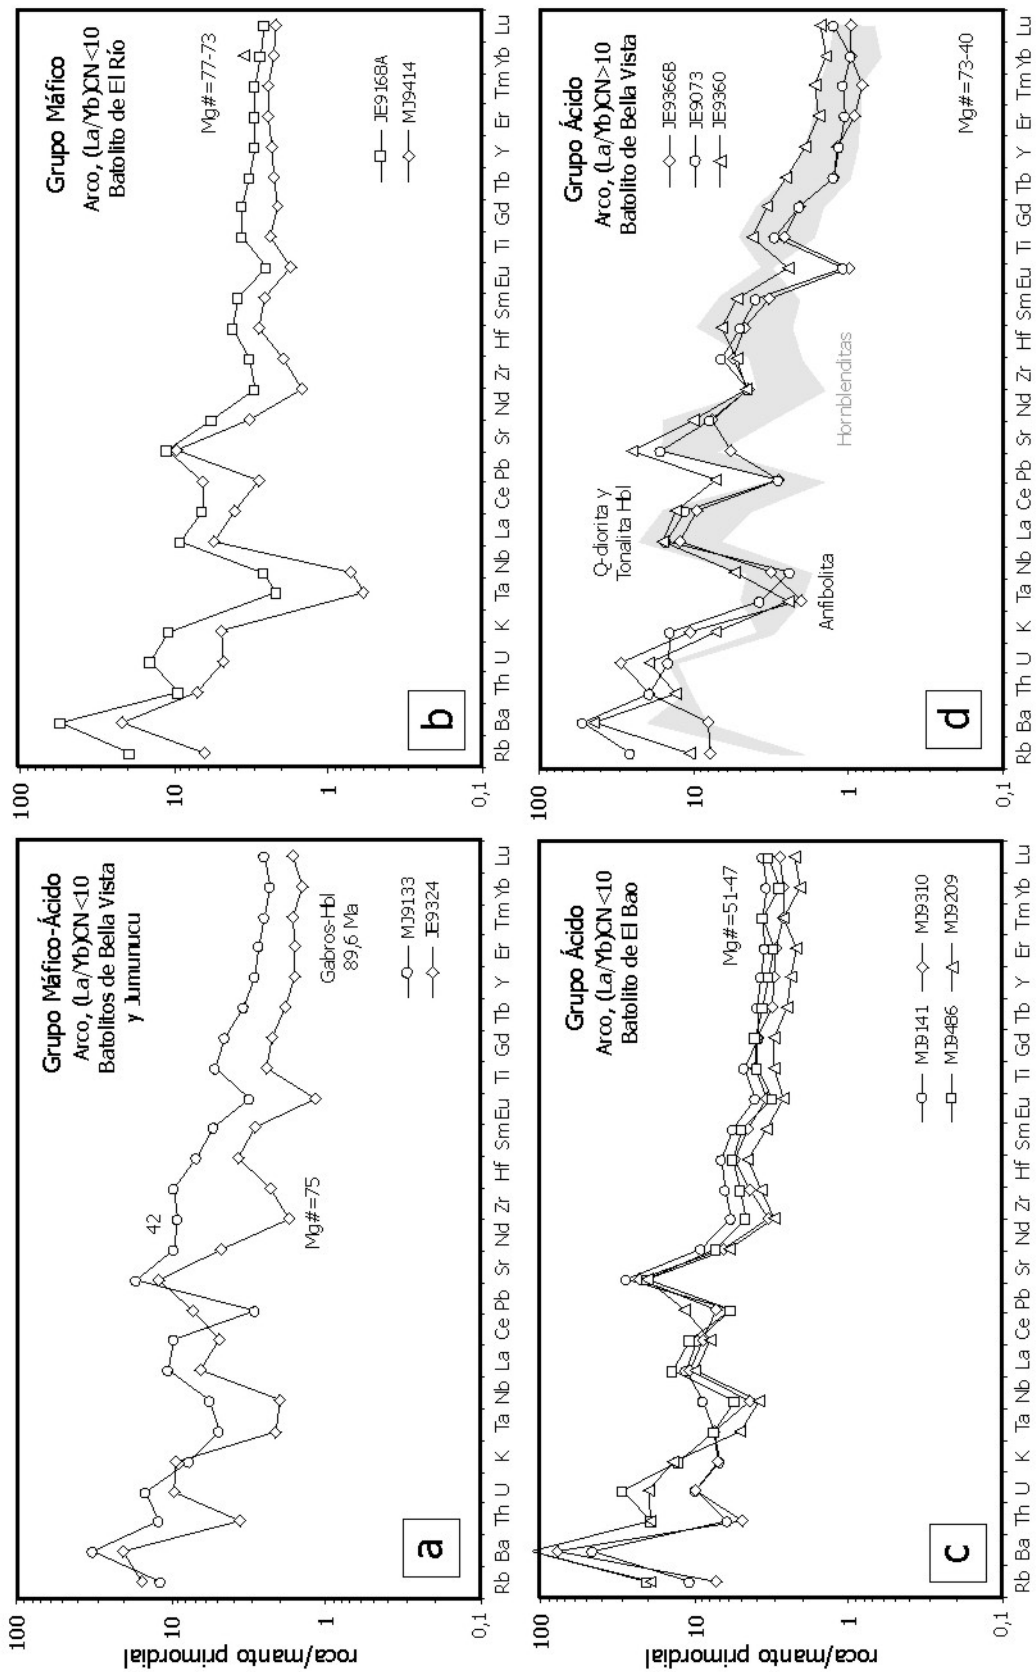 Grupo Máfico-Ácido
Arco, (La/Yb)CN<10
Batolitos de Bella Vista
y Jumunucu
100
10
1
0,1
roca/manto primordial
42
Mg#=75
Gabros-Hbl
89,6 Ma
MJ9133
JE9324
a
Rb Ba Th U K Ta Nb La Ce Pb Sr Nd Zr Hf Sm Eu Ti Gd Tb Y Er Tm Yb Lu
Grupo Máfico
Arco, (La/Yb)CN<10
Batolito de El Río
Mg#=77-73
100
10
1
0,1
JE9168A
MJ9414
b
Rb Ba Th U K Ta Nb La Ce Pb Sr Nd Zr Hf Sm Eu Ti Gd Tb Y Er Tm Yb Lu
Grupo Ácido
Arco, (La/Yb)CN<10
Batolito de El Bao
Mg#=51-47
100
10
1
0,1
roca/manto primordial
MJ9141
MJ9310
MJ9486
MJ9209
c
Rb Ba Th U K Ta Nb La Ce Pb Sr Nd Zr Hf Sm Eu Ti Gd Tb Y Er Tm Yb Lu
Grupo Ácido
Arco, (La/Yb)CN>10
Batolito de Bella Vista
JE9366B
JE9073
JE9360
100
10
1
0,1
Q-diorita y
Tonalita Hbl
Anfibolita
Hornblenditas
Mg#=73-40
d
Rb Ba Th U K Ta Nb La Ce Pb Sr Nd Zr Hf Sm Eu Ti Gd Tb Y Er Tm Yb Lu